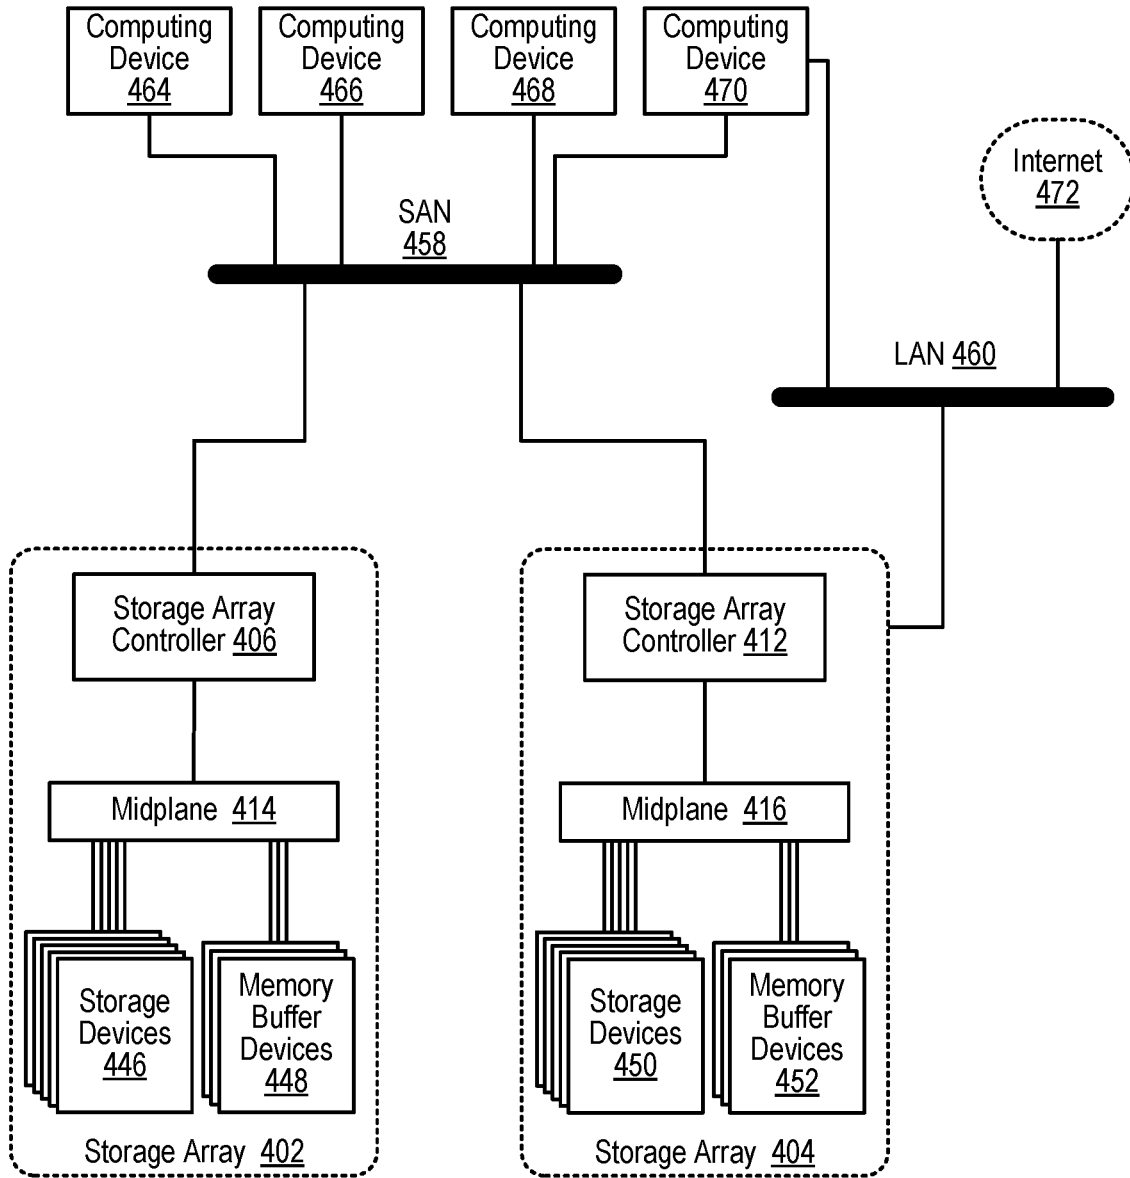 Computing
Device
464
Computing
Device
466
Computing
Device
468
Computing
Device
470
Internet
472
SAN
458
LAN 460
Storage Array
Controller 406
Storage Array
Controller 412
Midplane 414
Midplane 416
Storage
Devices
446
Memory
Buffer
Devices
448
Storage
Devices
450
Memory
Buffer
Devices
452
Storage Array 402
Storage Array 404